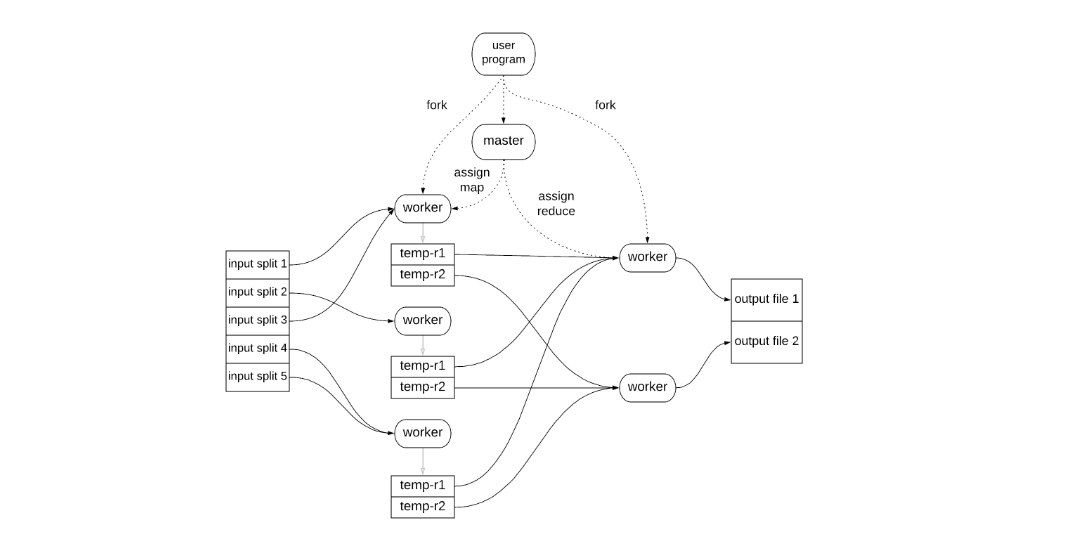 user
program
fork
fork
master
assign
map
assign
reduce
worker
temp-r1
temp-r2
input split 1
input split 2
input split 3
input split 4
input split 5
worker
temp-r1
temp-r2
worker
temp-r1
temp-r2
worker
worker
output file 1
output file 2